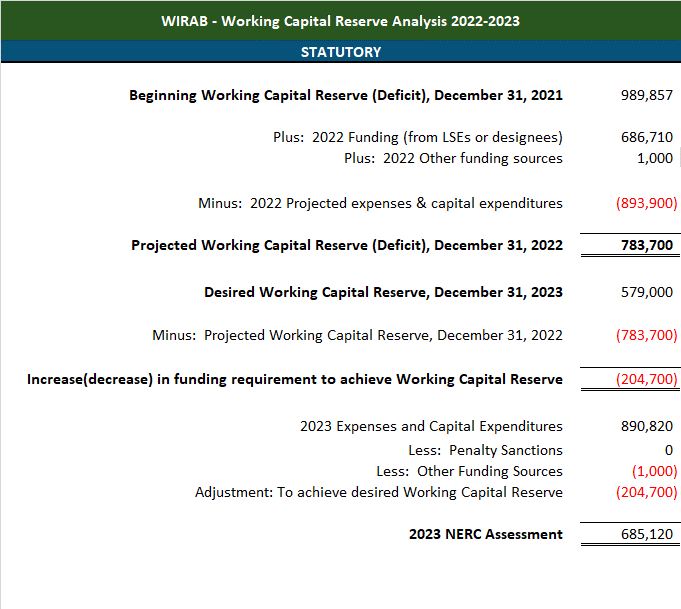 WIRAB - Working Capital Reserve Analysis 2022-2023
STATUTORY
Beginning Working Capital Reserve (Deficit), December 31, 2021 989,857
Plus: 2022 Funding (from LSEs or designees) 686,710
Plus: 2022 Other funding sources 1,000
Minus: 2022 Projected expenses & capital expenditures (893,900)
Projected Working Capital Reserve (Deficit), December 31, 2022 783,700
Desired Working Capital Reserve, December 31, 2023 579,000
Minus: Projected Working Capital Reserve, December 31, 2022 (783,700)
Increase(decrease) in funding requirement to achieve Working Capital Reserve (204,700)
2023 Expenses and Capital Expenditures 890,820
Less: Penalty Sanctions 0
Less: Other Funding Sources (1,000)
Adjustment: To achieve desired Working Capital Reserve (204,700)
2023 NERC Assessment 685,120